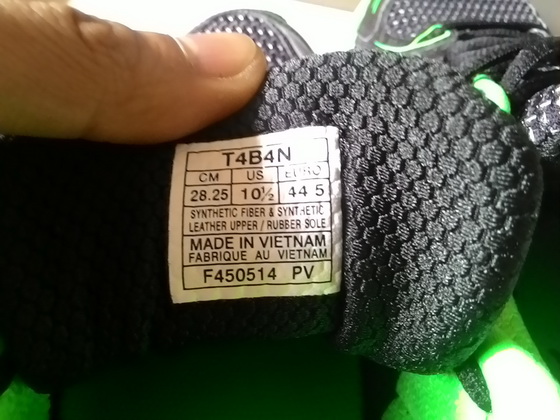 T4B4N
CM US EURO
28.25 10½ 44 5
SYNTHETIC FIBER & SYNTHETIC
LEATHER UPPER / RUBBER SOLE
MADE IN VIETNAM
FABRIQUE AU VIETNAM
F450514 PV